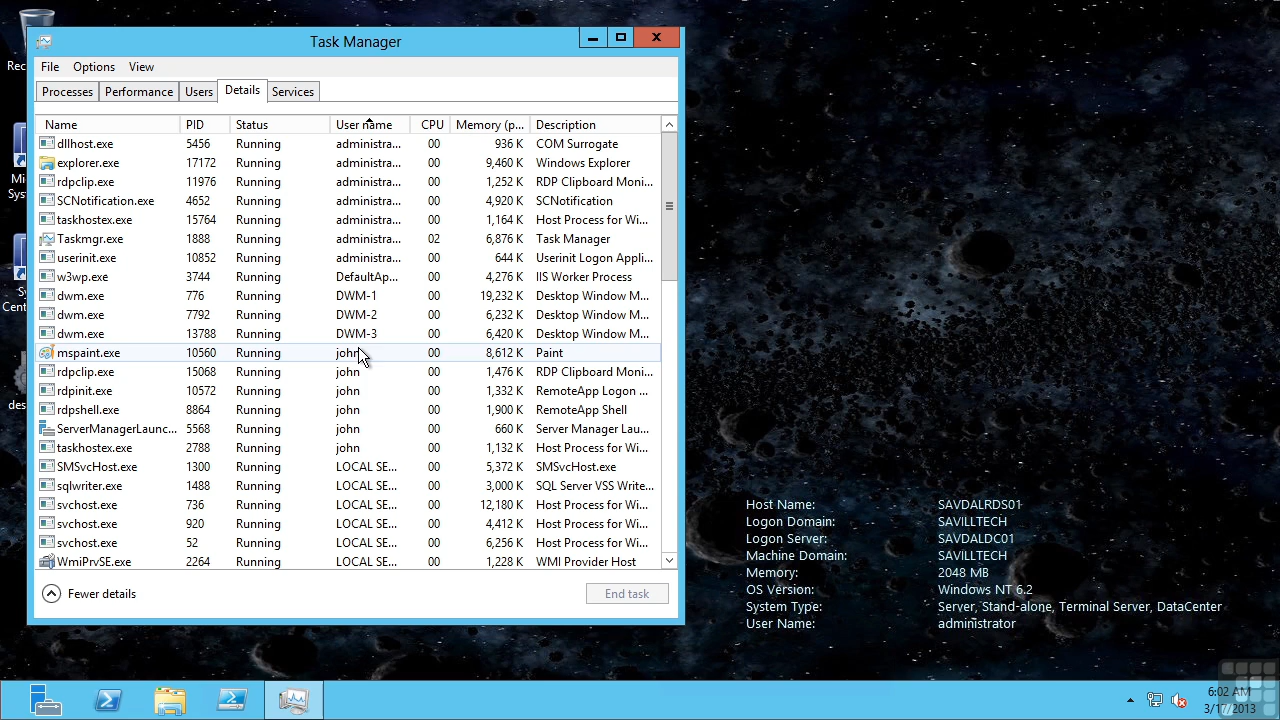 Task Manager
File Options View
Processes Performance Users Details Services
Name PID Status User name CPU Memory (p... Description
dllhost.exe 5456 Running administra... 00 936 K COM Surrogate
explorer.exe 17172 Running administra... 00 9,460 K Windows Explorer
rdpclip.exe 11976 Running administra... 00 1,252 K RDP Clipboard Moni...
SCNotification.exe 4652 Running administra... 00 4,920 K SCNotification
taskhostex.exe 15764 Running administra... 00 1,164 K Host Process for Wi...
Taskmgr.exe 1888 Running administra... 02 6,876 K Task Manager
userinit.exe 10852 Running administra... 00 644 K Userinit Logon Appli...
w3wp.exe 3744 Running DefaultAp... 00 4,276 K IIS Worker Process
dwm.exe 776 Running DWM-1 00 19,232 K Desktop Window M...
dwm.exe 7792 Running DWM-2 00 6,232 K Desktop Window M...
dwm.exe 13788 Running DWM-3 00 6,420 K Desktop Window M...
mspaint.exe 10560 Running john 00 8,612 K Paint
rdpclip.exe 15068 Running john 00 1,476 K RDP Clipboard Moni...
rdpinit.exe 10572 Running john 00 1,332 K RemoteApp Logon ...
rdpshell.exe 8864 Running john 00 1,900 K RemoteApp Shell
ServerManagerLaunc... 5568 Running john 00 660 K Server Manager Lau...
taskhostex.exe 2788 Running john 00 1,132 K Host Process for Wi...
SMSvcHost.exe 1300 Running LOCAL SE... 00 5,372 K SMSvcHost.exe
sqlwriter.exe 1488 Running LOCAL SE... 00 3,000 K SQL Server VSS Write...
svchost.exe 736 Running LOCAL SE... 00 12,180 K Host Process for Wi...
svchost.exe 920 Running LOCAL SE... 00 4,412 K Host Process for Wi...
svchost.exe 52 Running LOCAL SE... 00 6,256 K Host Process for Wi...
WmiPrvSE.exe 2264 Running LOCAL SE... 00 1,228 K WMI Provider Host
Fewer details End task
Rec
Mi
Sys
Sy
Cent
des
Host Name: SAVDALRDS01
Logon Domain: SAVILLTECH
Logon Server: SAVDALDC01
Machine Domain: SAVILLTECH
Memory: 2048 MB
OS Version: Windows NT 6.2
System Type: Server, Stand-alone, Terminal Server, DataCenter
User Name: administrator
6:02 AM
3/17/2013